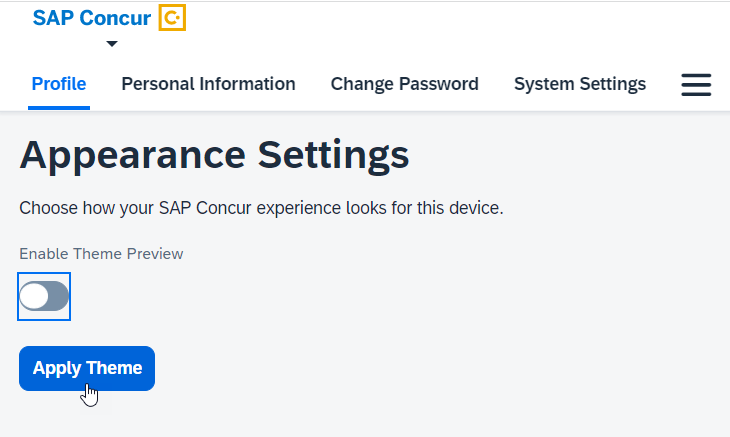 SAP Concur C.
Profile Personal Information Change Password System Settings
Appearance Settings
Choose how your SAP Concur experience looks for this device.
Enable Theme Preview
Apply Theme